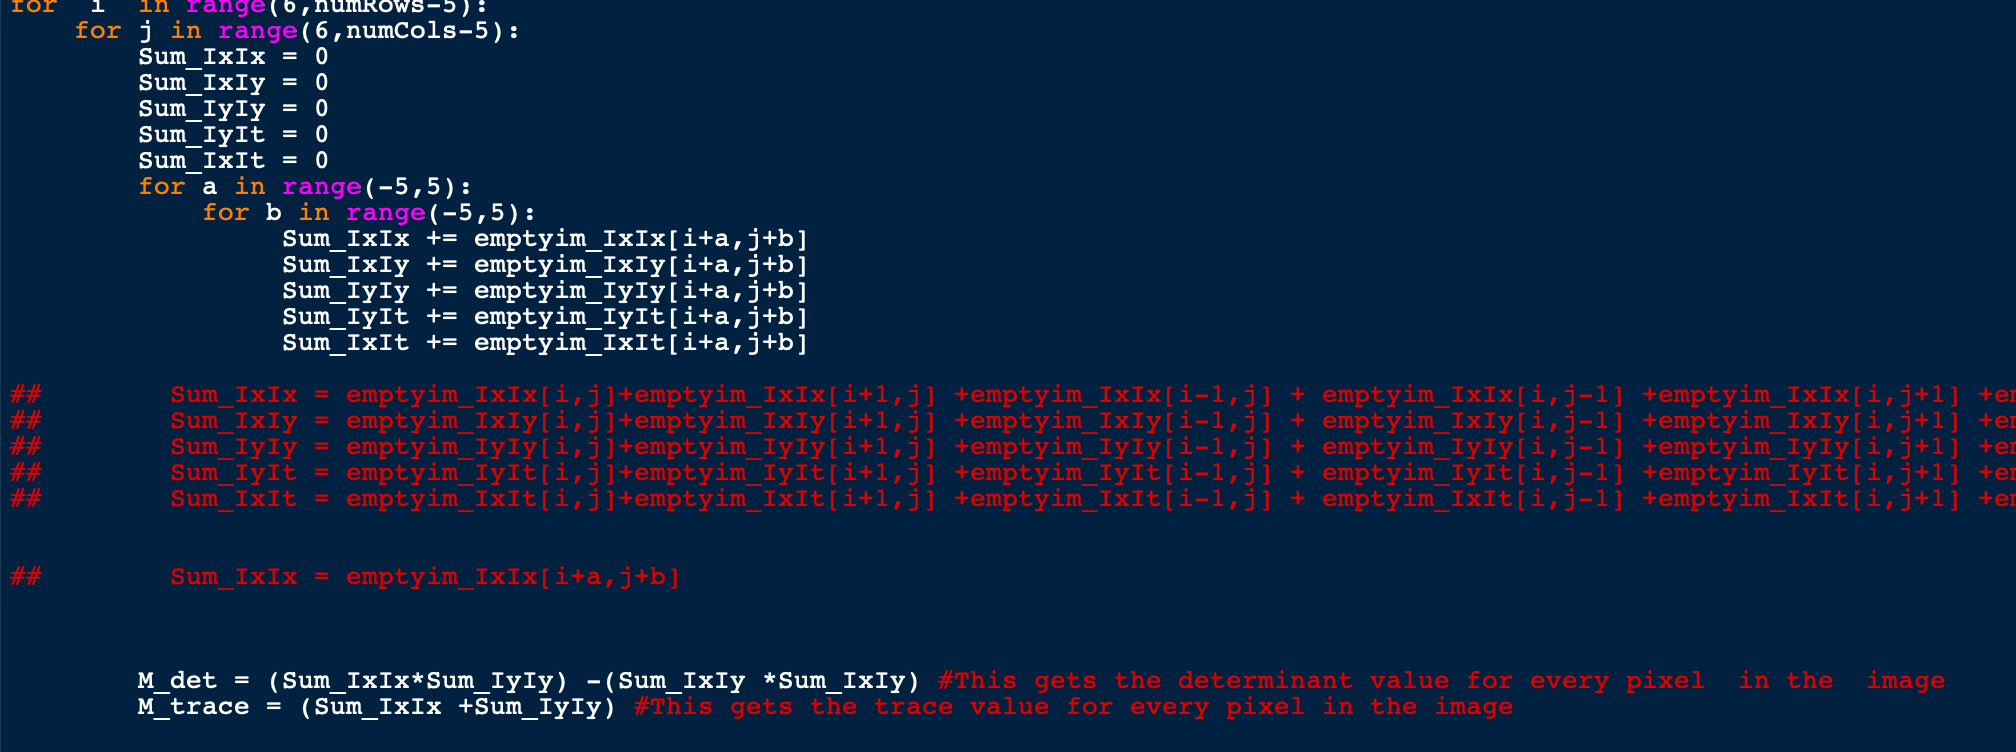 for  i  in range(6,numRows-5):
    for j in range(6,numCols-5):
        Sum_IxIx = 0
        Sum_IxIy = 0
        Sum_IyIy = 0
        Sum_IyIt = 0
        Sum_IxIt = 0
        for a in range(-5,5):
            for b in range(-5,5):
                 Sum_IxIx += emptyim_IxIx[i+a,j+b]
                 Sum_IxIy += emptyim_IxIy[i+a,j+b]
                 Sum_IyIy += emptyim_IyIy[i+a,j+b]
                 Sum_IyIt += emptyim_IyIt[i+a,j+b]
                 Sum_IxIt += emptyim_IxIt[i+a,j+b]
##        Sum_IxIx = emptyim_IxIx[i,j]+emptyim_IxIx[i+1,j] +emptyim_IxIx[i-1,j] + emptyim_IxIx[i,j-1] +emptyim_IxIx[i,j+1] +em
##        Sum_IxIy = emptyim_IxIy[i,j]+emptyim_IxIy[i+1,j] +emptyim_IxIy[i-1,j] + emptyim_IxIy[i,j-1] +emptyim_IxIy[i,j+1] +em
##        Sum_IyIy = emptyim_IyIy[i,j]+emptyim_IyIy[i+1,j] +emptyim_IyIy[i-1,j] + emptyim_IyIy[i,j-1] +emptyim_IyIy[i,j+1] +em
##        Sum_IyIt = emptyim_IyIt[i,j]+emptyim_IyIt[i+1,j] +emptyim_IyIt[i-1,j] + emptyim_IyIt[i,j-1] +emptyim_IyIt[i,j+1] +em
##        Sum_IxIt = emptyim_IxIt[i,j]+emptyim_IxIt[i+1,j] +emptyim_IxIt[i-1,j] + emptyim_IxIt[i,j-1] +emptyim_IxIt[i,j+1] +em
##        Sum_IxIx = emptyim_IxIx[i+a,j+b]
        M_det = (Sum_IxIx*Sum_IyIy) -(Sum_IxIy *Sum_IxIy) #This gets the determinant value for every pixel  in the  image
        M_trace = (Sum_IxIx +Sum_IyIy) #This gets the trace value for every pixel in the image